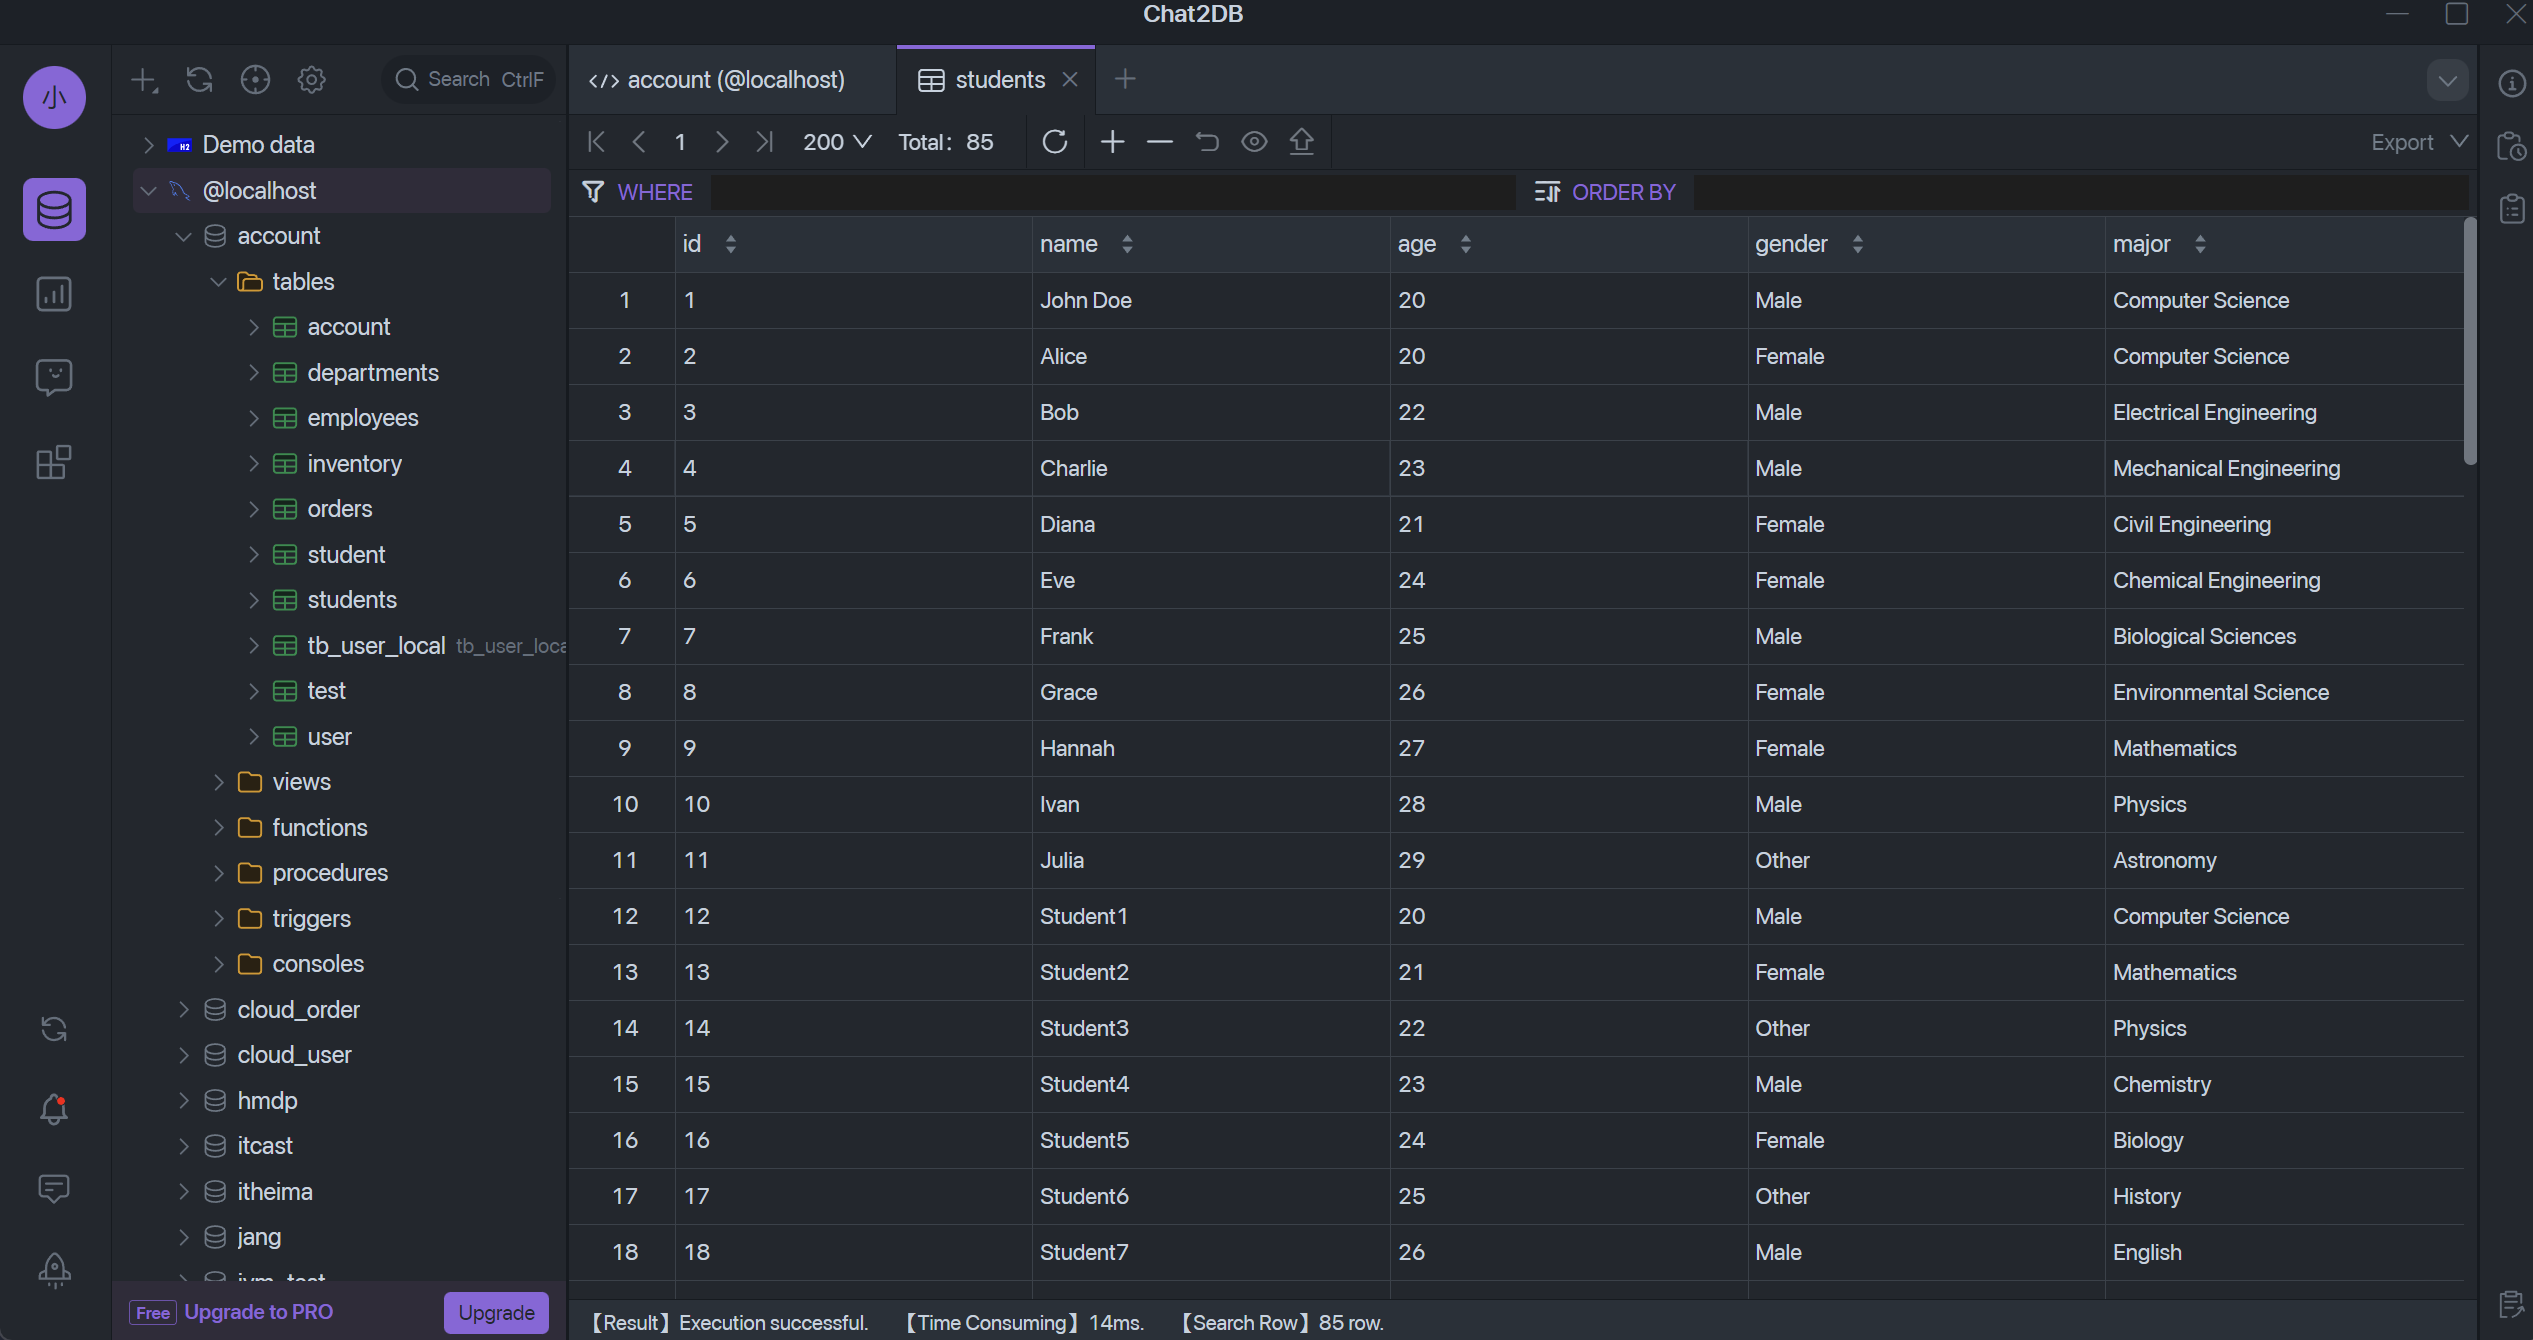 Chat2DB
小
Search CtrlF
Demo data
@localhost
account
tables
account
departments
employees
inventory
orders
student
students
tb_user_local tb_user_loca
test
user
views
functions
procedures
triggers
consoles
cloud_order
cloud_user
hmdp
itcast
itheima
jang
Free Upgrade to PRO Upgrade
</> account (@localhost) students
1 200 Total: 85 Export
WHERE ORDER BY
id name age gender major
1 1 John Doe 20 Male Computer Science
2 2 Alice 20 Female Computer Science
3 3 Bob 22 Male Electrical Engineering
4 4 Charlie 23 Male Mechanical Engineering
5 5 Diana 21 Female Civil Engineering
6 6 Eve 24 Female Chemical Engineering
7 7 Frank 25 Male Biological Sciences
8 8 Grace 26 Female Environmental Science
9 9 Hannah 27 Female Mathematics
10 10 Ivan 28 Male Physics
11 11 Julia 29 Other Astronomy
12 12 Student1 20 Male Computer Science
13 13 Student2 21 Female Mathematics
14 14 Student3 22 Other Physics
15 15 Student4 23 Male Chemistry
16 16 Student5 24 Female Biology
17 17 Student6 25 Other History
18 18 Student7 26 Male English
【Result】Execution successful. 【Time Consuming】14ms. 【Search Row】85 row.